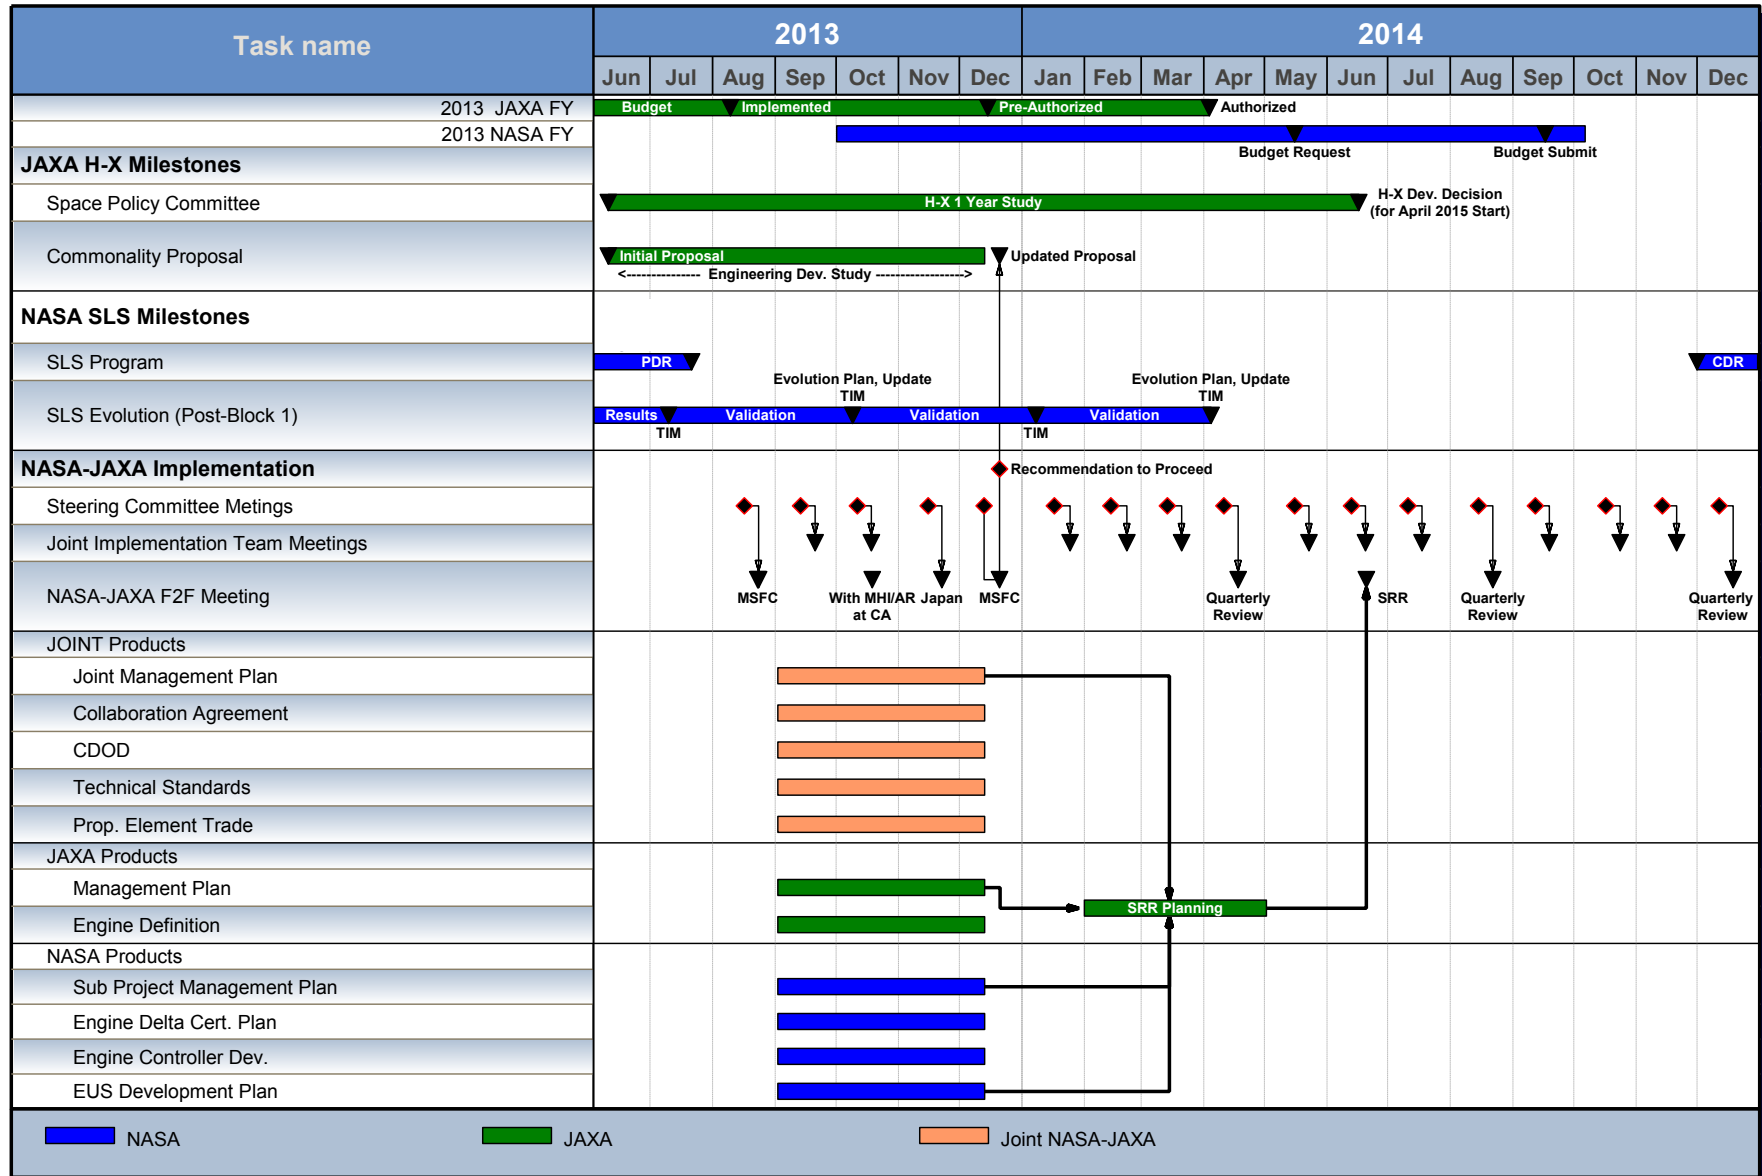 Task name
2013
2014
Jun Jul Aug Sep Oct Nov Dec Jan Feb Mar Apr May Jun Jul Aug Sep Oct Nov Dec
2013 JAXA FY
Budget Implemented Pre-Authorized Authorized
2013 NASA FY
Budget Request Budget Submit
JAXA H-X Milestones
Space Policy Committee
H-X 1 Year Study
H-X Dev. Decision
(for April 2015 Start)
Commonality Proposal
Initial Proposal
Updated Proposal
<--------------- Engineering Dev. Study ------------------>
NASA SLS Milestones
SLS Program
PDR
CDR
Evolution Plan, Update
TIM
Evolution Plan, Update
TIM
SLS Evolution (Post-Block 1)
Results Validation Validation Validation
TIM
TIM
NASA-JAXA Implementation
Recommendation to Proceed
Steering Committee Metings
Joint Implementation Team Meetings
NASA-JAXA F2F Meeting
MSFC
With MHI/AR
at CA
Japan
MSFC
Quarterly
Review
SRR
Quarterly
Review
Quarterly
Review
JOINT Products
Joint Management Plan
Collaboration Agreement
CDOD
Technical Standards
Prop. Element Trade
JAXA Products
Management Plan
SRR Planning
Engine Definition
NASA Products
Sub Project Management Plan
Engine Delta Cert. Plan
Engine Controller Dev.
EUS Development Plan
NASA
JAXA
Joint NASA-JAXA